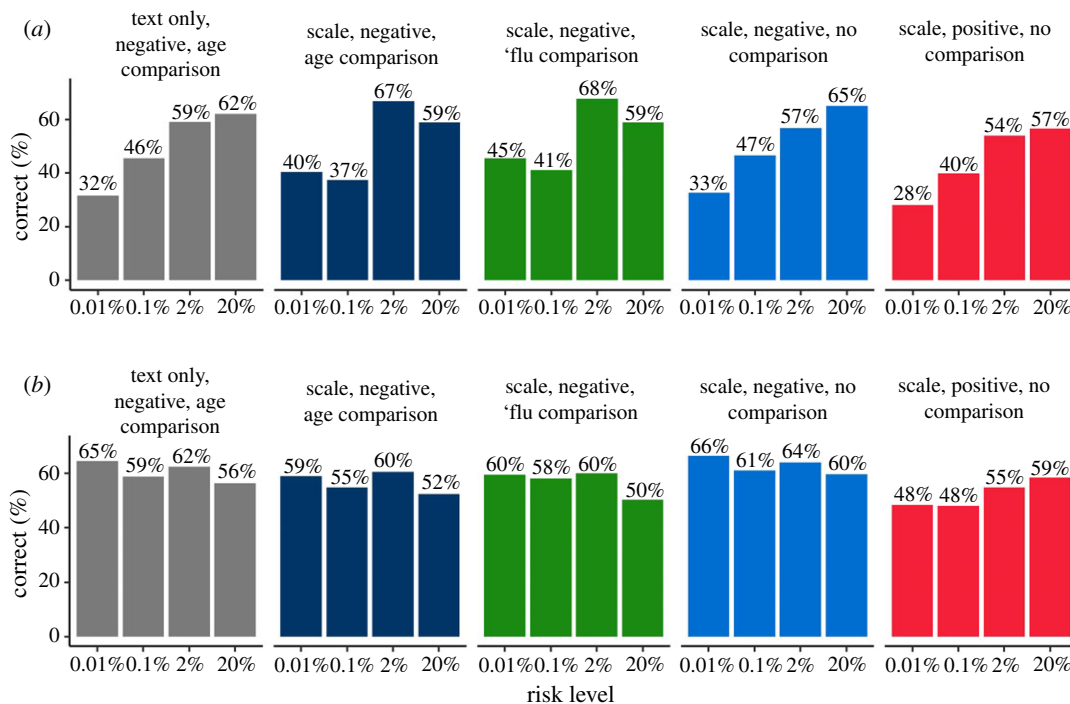 (a)
text only,
negative, age
comparison
scale, negative,
age comparison
scale, negative,
‘flu comparison
scale, negative, no
comparison
scale, positive, no
comparison
correct (%)
60
40
20
0
32% 46% 59% 62%
40% 37% 67% 59%
45% 41% 68% 59%
33% 47% 57% 65%
28% 40% 54% 57%
0.01% 0.1% 2% 20%
0.01% 0.1% 2% 20%
0.01% 0.1% 2% 20%
0.01% 0.1% 2% 20%
0.01% 0.1% 2% 20%
(b)
text only,
negative, age
comparison
scale, negative,
age comparison
scale, negative,
‘flu comparison
scale, negative, no
comparison
scale, positive, no
comparison
correct (%)
60
40
20
0
65% 59% 62% 56%
59% 55% 60% 52%
60% 58% 60% 50%
66% 61% 64% 60%
48% 48% 55% 59%
0.01% 0.1% 2% 20%
0.01% 0.1% 2% 20%
0.01% 0.1% 2% 20%
0.01% 0.1% 2% 20%
0.01% 0.1% 2% 20%
risk level